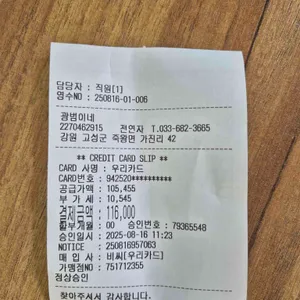 담당자 : 직원[1]
영수NO : 250816-01-006
광범이네
2270462915 전연자 T.033-682-3665
강원 고성군 죽왕면 가진리 42
** CREDIT CARD SLIP **
CARD 사명 : 우리카드
CARD번호 : 942520**********
공급가액 : 105,455
부 가 세 : 10,545
결제금액 : 116,000
할부개월 : 00 승인번호 : 79365548
승인일시 : 2025-08-16 11:23
NOTICE : 250816957063
매 입 사 : 비씨[우리카드]
가맹점NO : 751712355
정상승인
찾아주셔서 감사합니다.